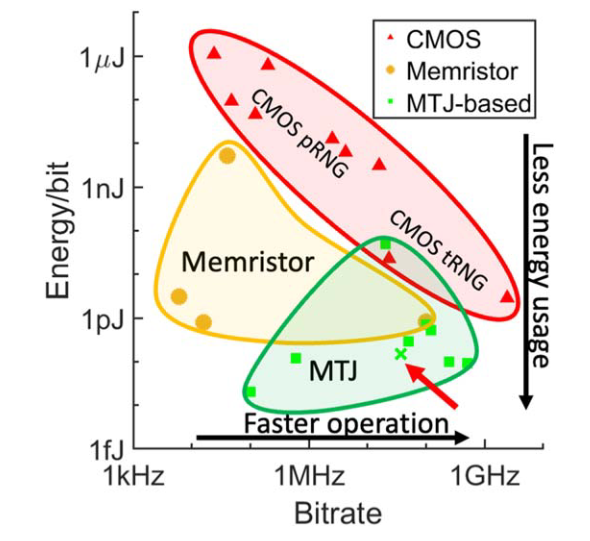 CMOS
Memristor
MTJ-based
1μJ
1nJ
1pJ
1fJ
Energy/bit
CMOS pRNG
CMOS tRNG
Memristor
MTJ
Less energy usage
Faster operation
1kHz
1MHz
1GHz
Bitrate